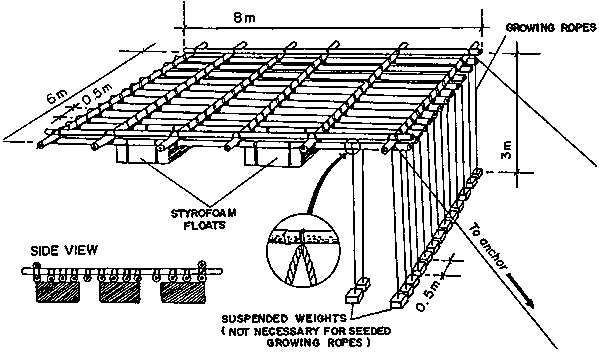 8m
GROWING ROPES
6m
0.5m
3m
STYROFOAM
FLOATS
SIDE VIEW
To anchor
0.5m
SUSPENDED WEIGHTS
(NOT NECESSARY FOR SEEDED
GROWING ROPES)